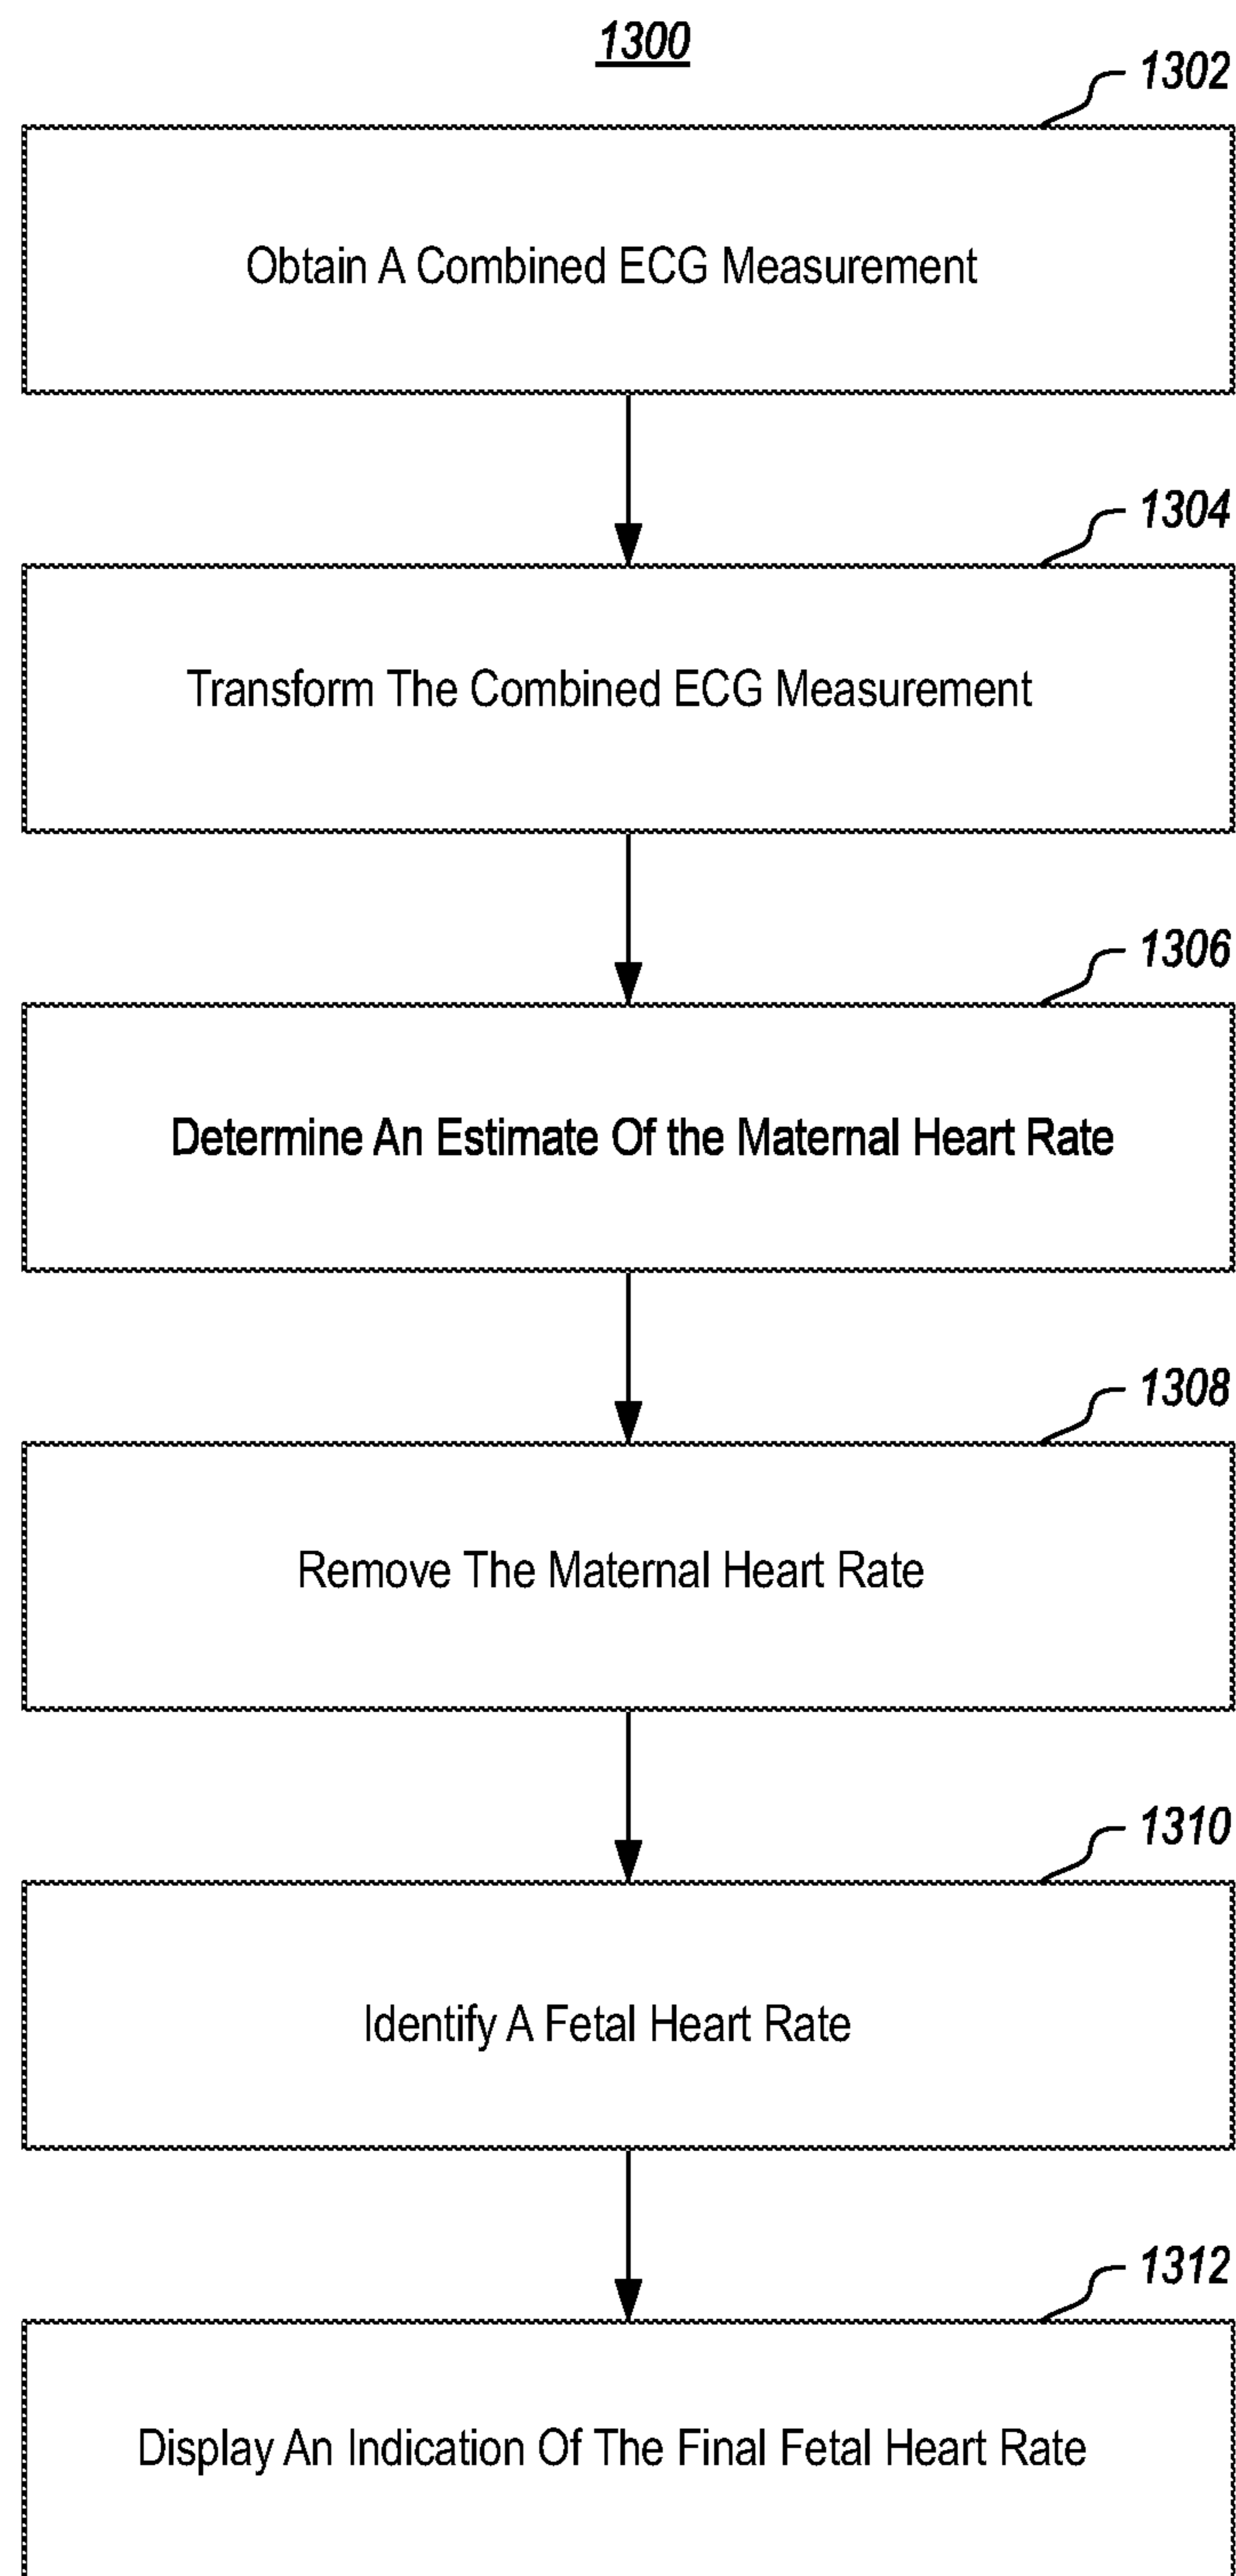 1300
1302
Obtain A Combined ECG Measurement
1304
Transform The Combined ECG Measurement
1306
Determine An Estimate Of the Maternal Heart Rate
1308
Remove The Maternal Heart Rate
1310
Identify A Fetal Heart Rate
1312
Display An Indication Of The Final Fetal Heart Rate